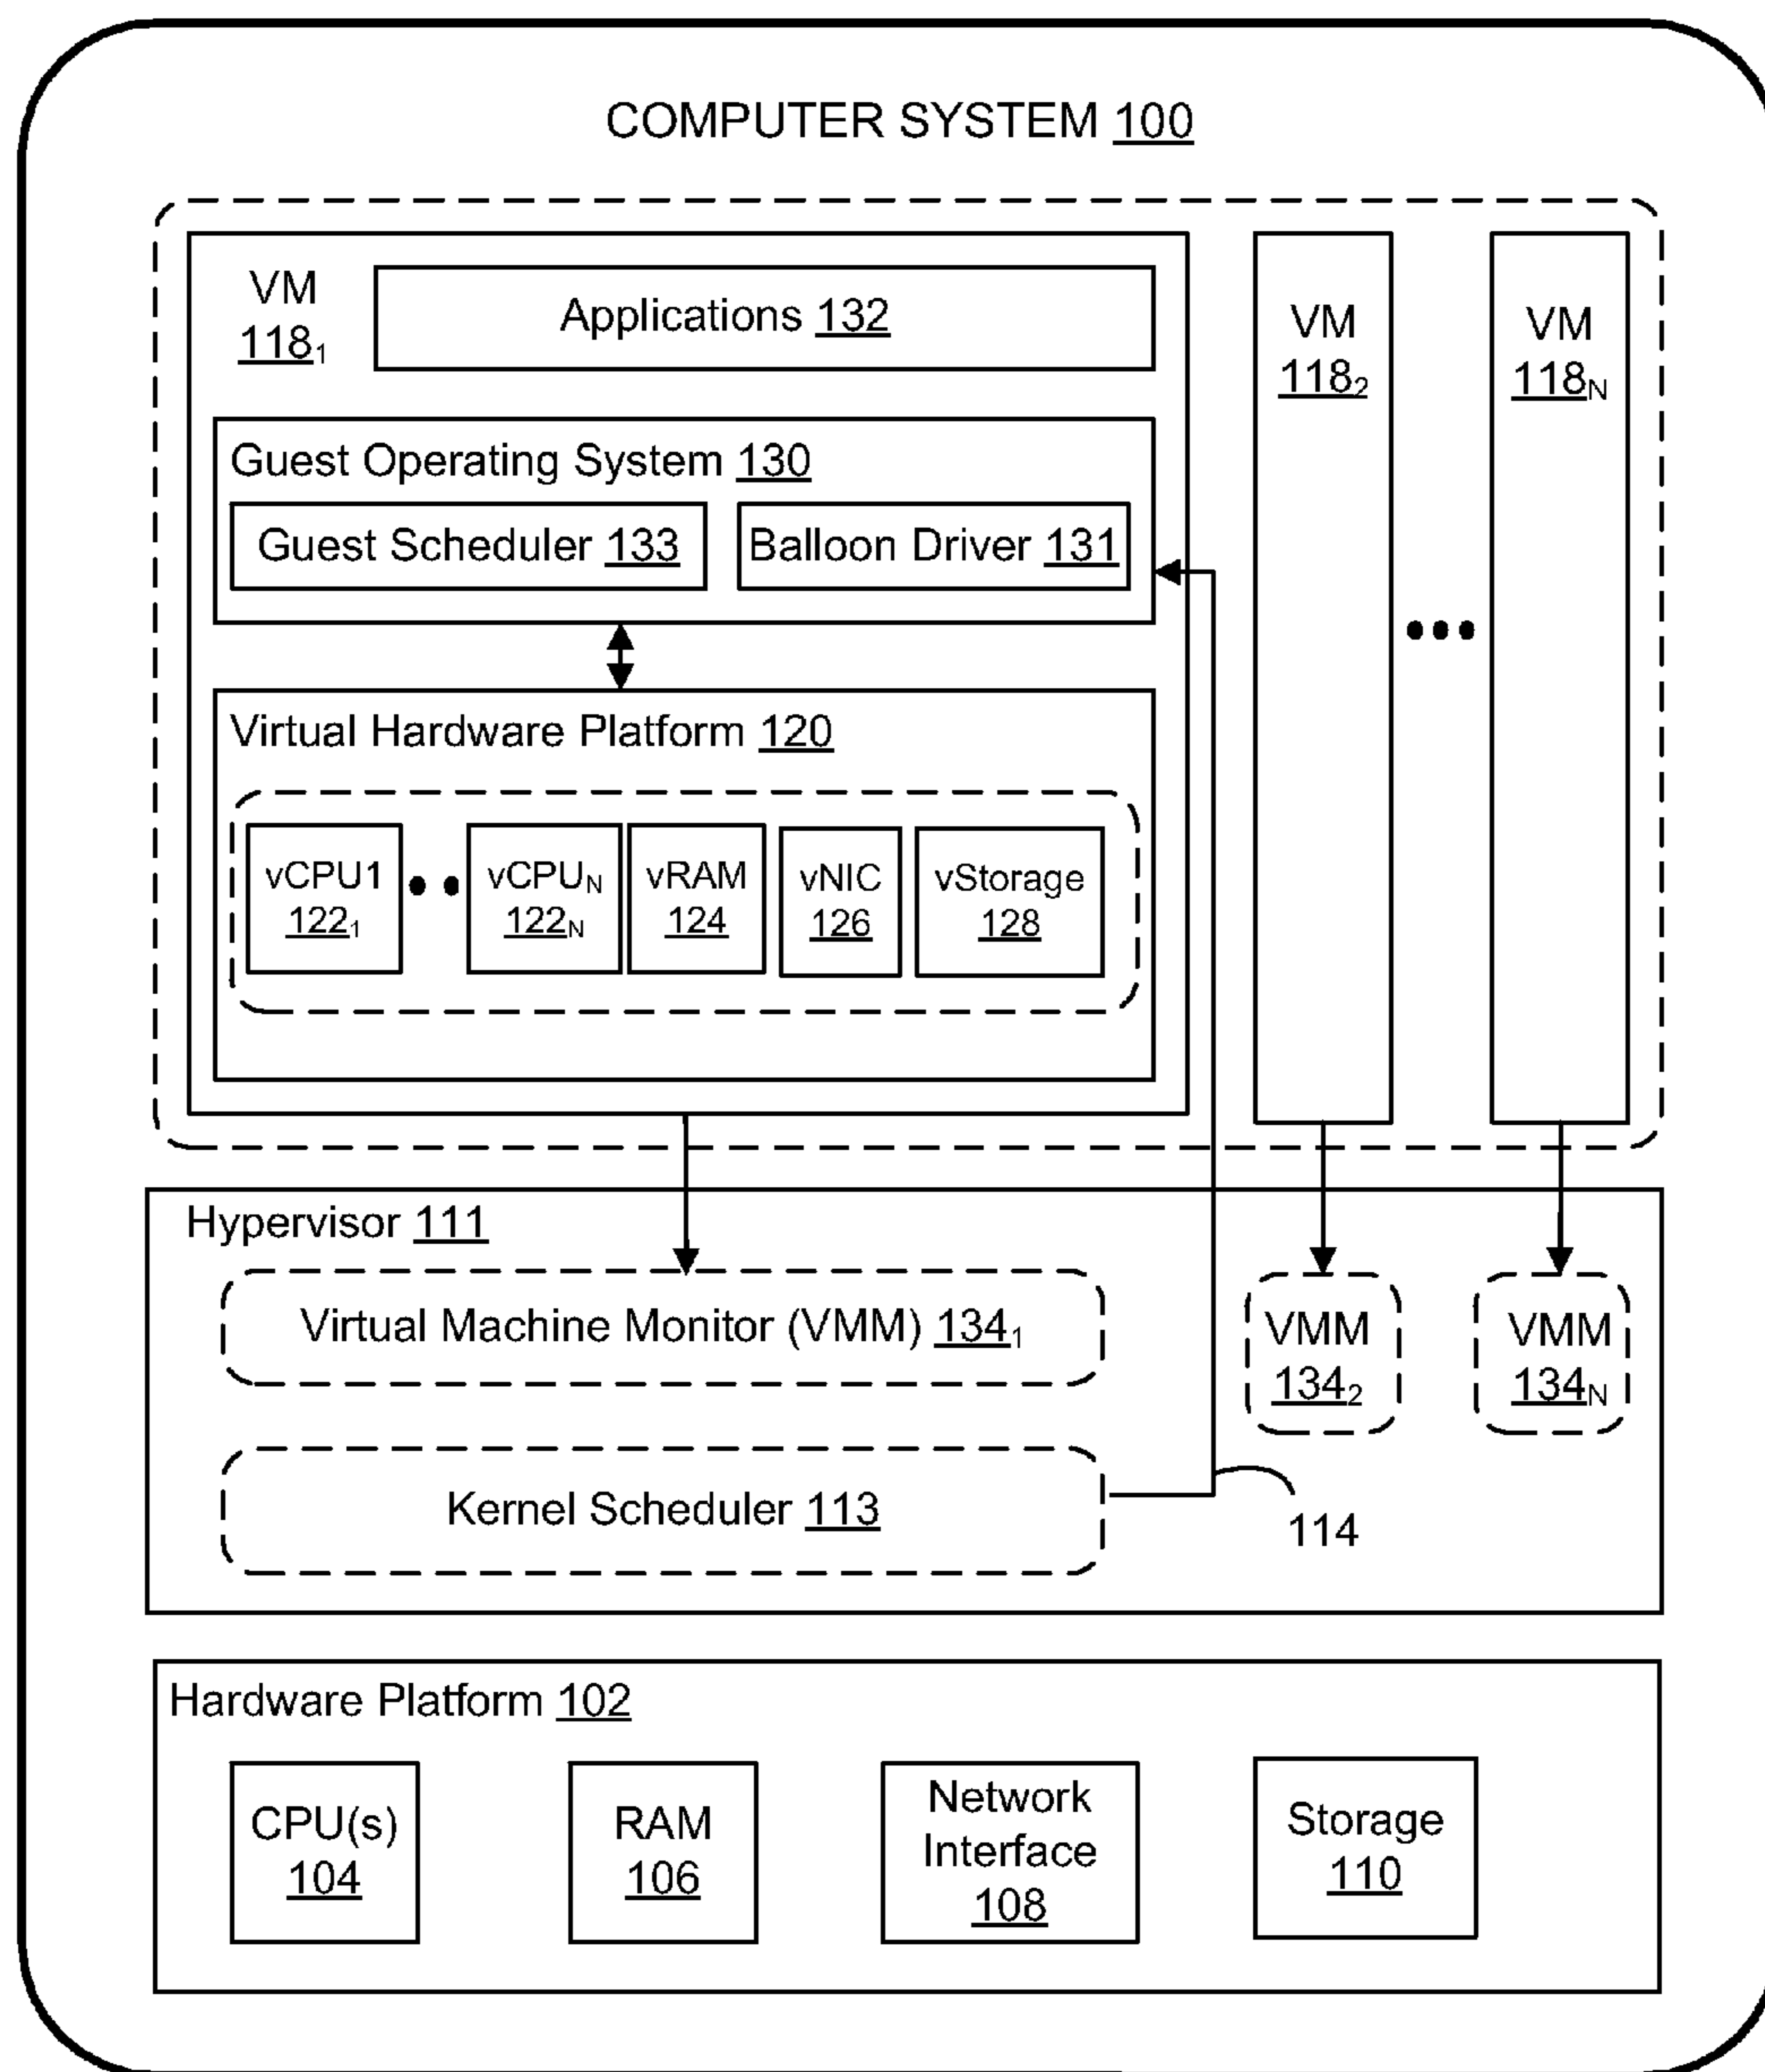 COMPUTER SYSTEM 100
VM
118₁
Applications 132
VM
118₂
VM
118N
Guest Operating System 130
Guest Scheduler 133
Balloon Driver 131
Virtual Hardware Platform 120
vCPU1
122₁
vCPUN
122N
vRAM
124
vNIC
126
vStorage
128
Hypervisor 111
Virtual Machine Monitor (VMM) 134₁
VMM
134₂
VMM
134N
Kernel Scheduler 113
114
Hardware Platform 102
CPU(s)
104
RAM
106
Network
Interface
108
Storage
110